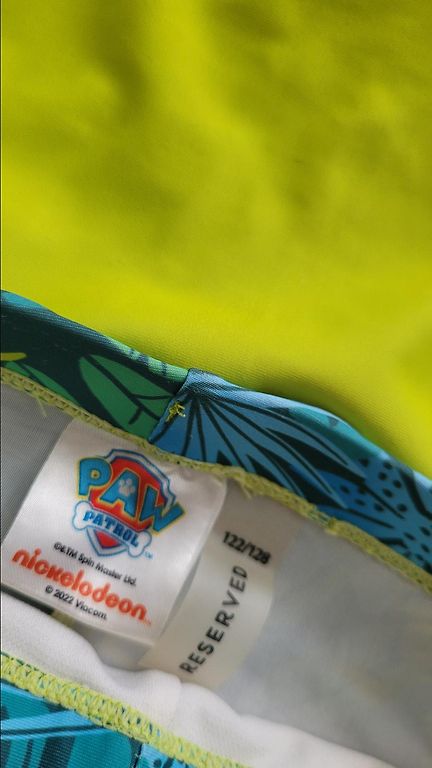 PAW
PATROL
©&TM Spin Master Ltd.
nickelodeon
© 2022 Viacom
122/128
RESERVED